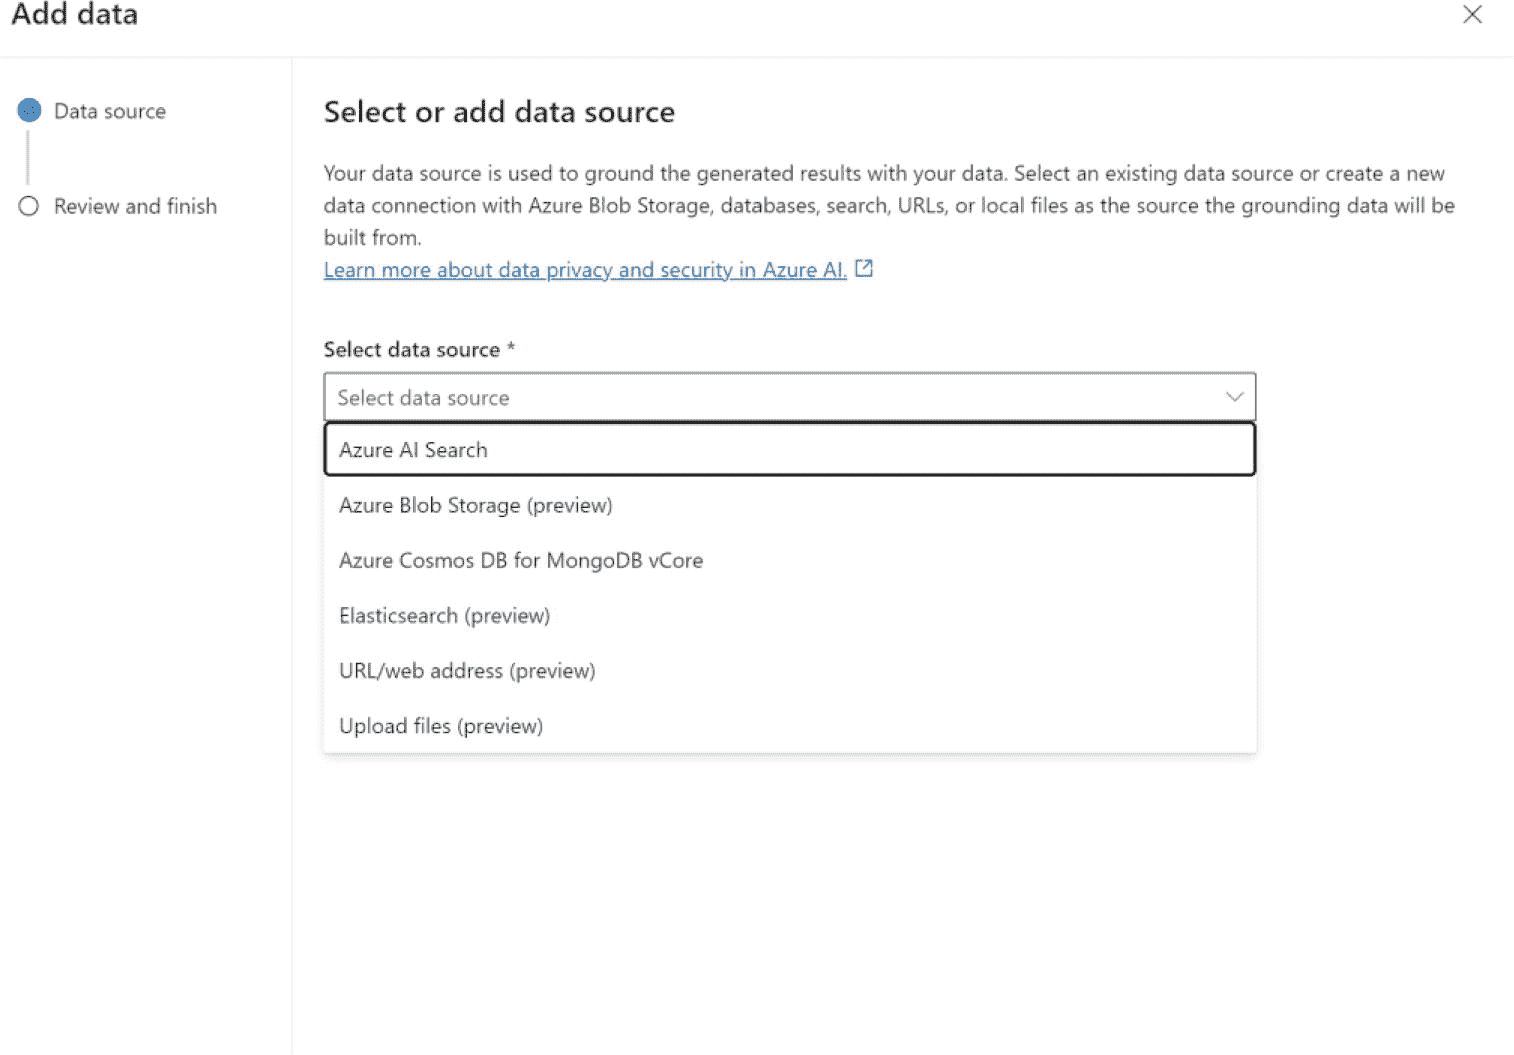 Add data
Data source
Review and finish
Select or add data source
Your data source is used to ground the generated results with your data. Select an existing data source or create a new
data connection with Azure Blob Storage, databases, search, URLs, or local files as the source the grounding data will be
built from.
Learn more about data privacy and security in Azure AI.
Select data source *
Select data source
Azure AI Search
Azure Blob Storage (preview)
Azure Cosmos DB for MongoDB vCore
Elasticsearch (preview)
URL/web address (preview)
Upload files (preview)